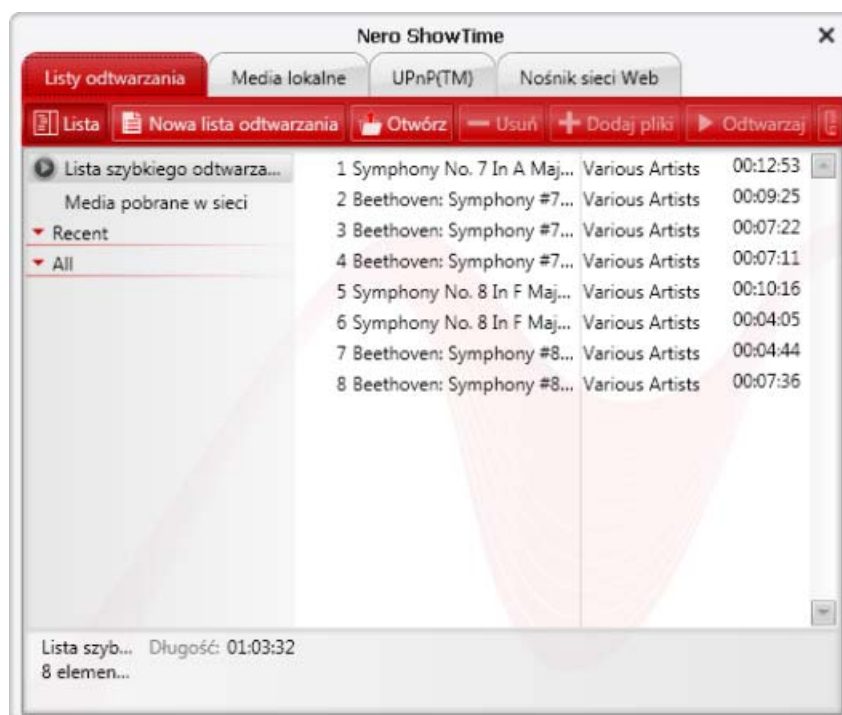 Nero ShowTime
Listy odtwarzania Media lokalne UPnP(TM) Nośnik sieci Web
Lista Nowa lista odtwarzania Otwórz Usuń Dodaj pliki Odtwarzaj
Lista szybkiego odtwarza...
Media pobrane w sieci
Recent
All
1 Symphony No. 7 In A Maj... Various Artists 00:12:53
2 Beethoven: Symphony #7... Various Artists 00:09:25
3 Beethoven: Symphony #7... Various Artists 00:07:22
4 Beethoven: Symphony #7... Various Artists 00:07:11
5 Symphony No. 8 In F Maj... Various Artists 00:10:16
6 Symphony No. 8 In F Maj... Various Artists 00:04:05
7 Beethoven: Symphony #8... Various Artists 00:04:44
8 Beethoven: Symphony #8... Various Artists 00:07:36
Lista szyb... Długość: 01:03:32
8 elemen...